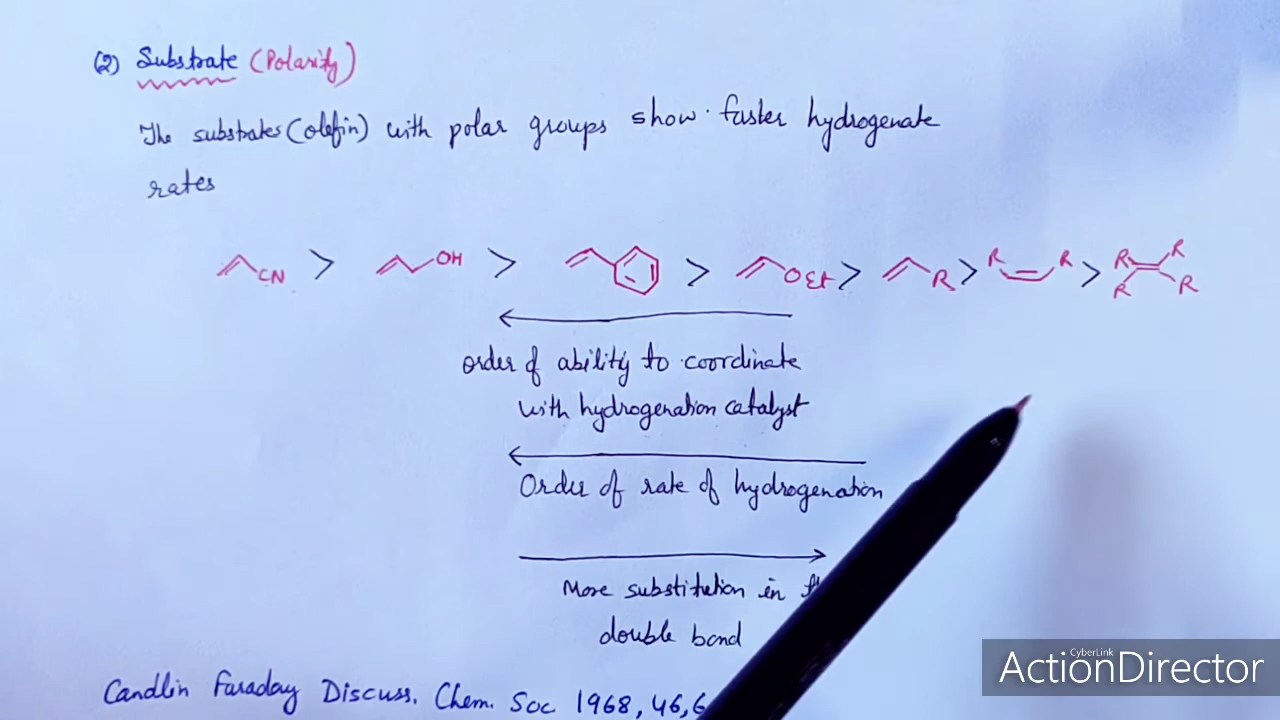 (2) Substrate (Polarity)
The substrates (olefin) with polar groups show faster hydrogenate
rates
CN > OH > > OEt > R > R R > R R R R
Order of ability to coordinate
with hydrogenation catalyst
Order of rate of hydrogenation
More substitution in
double bond
Candlin Faraday Discuss. Chem. Soc 1968, 46, 6
CyberLink
ActionDirector